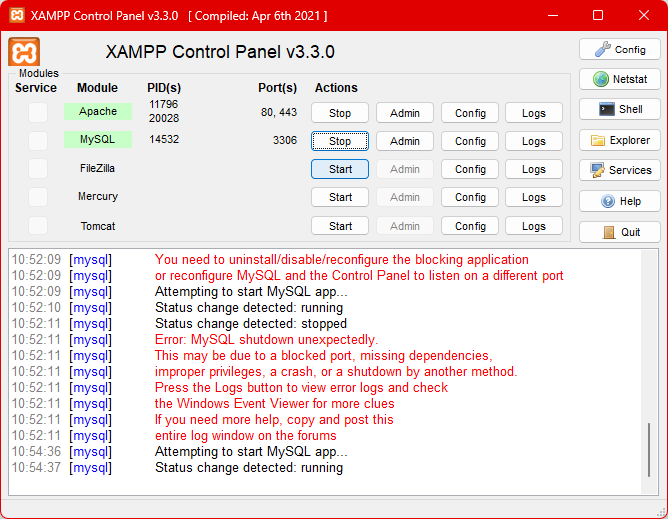 XAMPP Control Panel v3.3.0 [ Compiled: Apr 6th 2021 ]
XAMPP Control Panel v3.3.0
Config
Modules
Service Module PID(s) Port(s) Actions
Netstat
Apache 11796 20028 80, 443 Stop Admin Config Logs
Shell
MySQL 14532 3306 Stop Admin Config Logs
Explorer
FileZilla Start Admin Config Logs
Services
Mercury Start Admin Config Logs
Help
Tomcat Start Admin Config Logs
Quit
10:52:09 [mysql] You need to uninstall/disable/reconfigure the blocking application
10:52:09 [mysql] or reconfigure MySQL and the Control Panel to listen on a different port
10:52:09 [mysql] Attempting to start MySQL app...
10:52:10 [mysql] Status change detected: running
10:52:11 [mysql] Status change detected: stopped
10:52:11 [mysql] Error: MySQL shutdown unexpectedly.
10:52:11 [mysql] This may be due to a blocked port, missing dependencies,
10:52:11 [mysql] improper privileges, a crash, or a shutdown by another method.
10:52:11 [mysql] Press the Logs button to view error logs and check
10:52:11 [mysql] the Windows Event Viewer for more clues
10:52:11 [mysql] If you need more help, copy and post this
10:52:11 [mysql] entire log window on the forums
10:54:36 [mysql] Attempting to start MySQL app...
10:54:37 [mysql] Status change detected: running